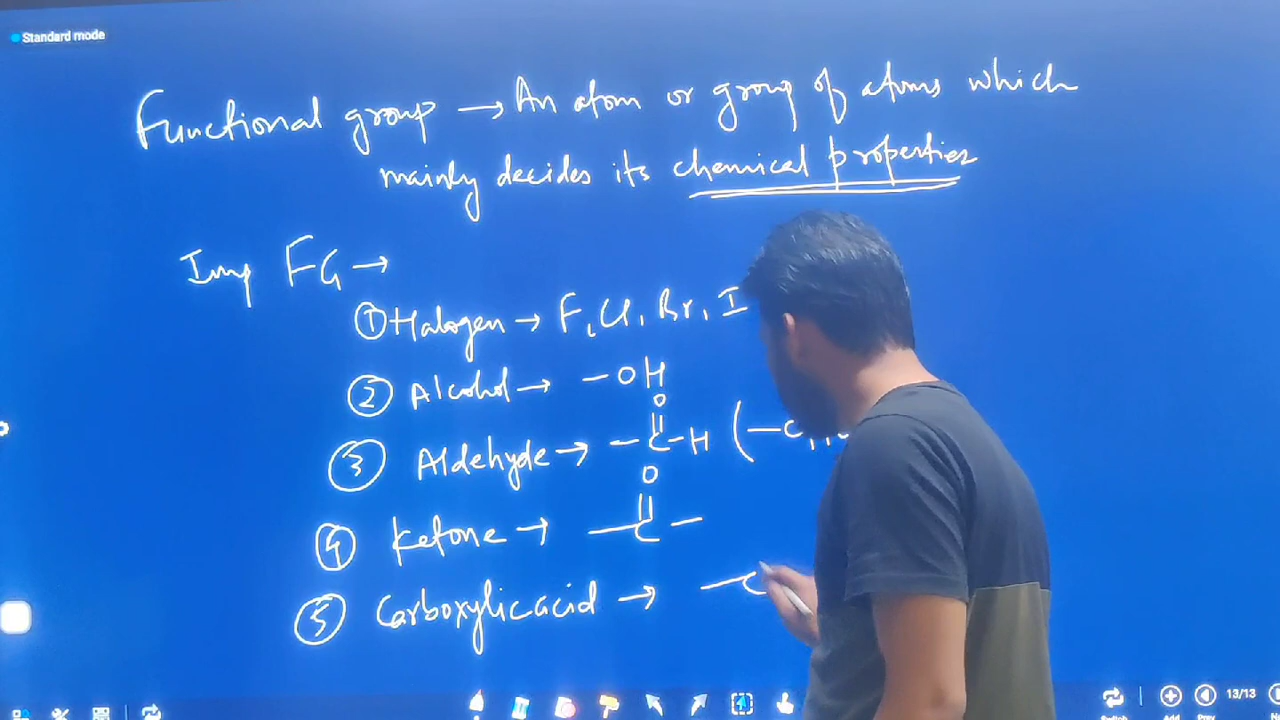 Standard mode
Functional group → An atom or group of atoms which
mainly decides its chemical properties
Imp FG →
① Halogen → F, Cl, Br, I
② Alcohol → -OH
O
③ Aldehyde → -C-H (-C
O
④ Ketone → -C-
⑤ Carboxylic acid → -C
13/13